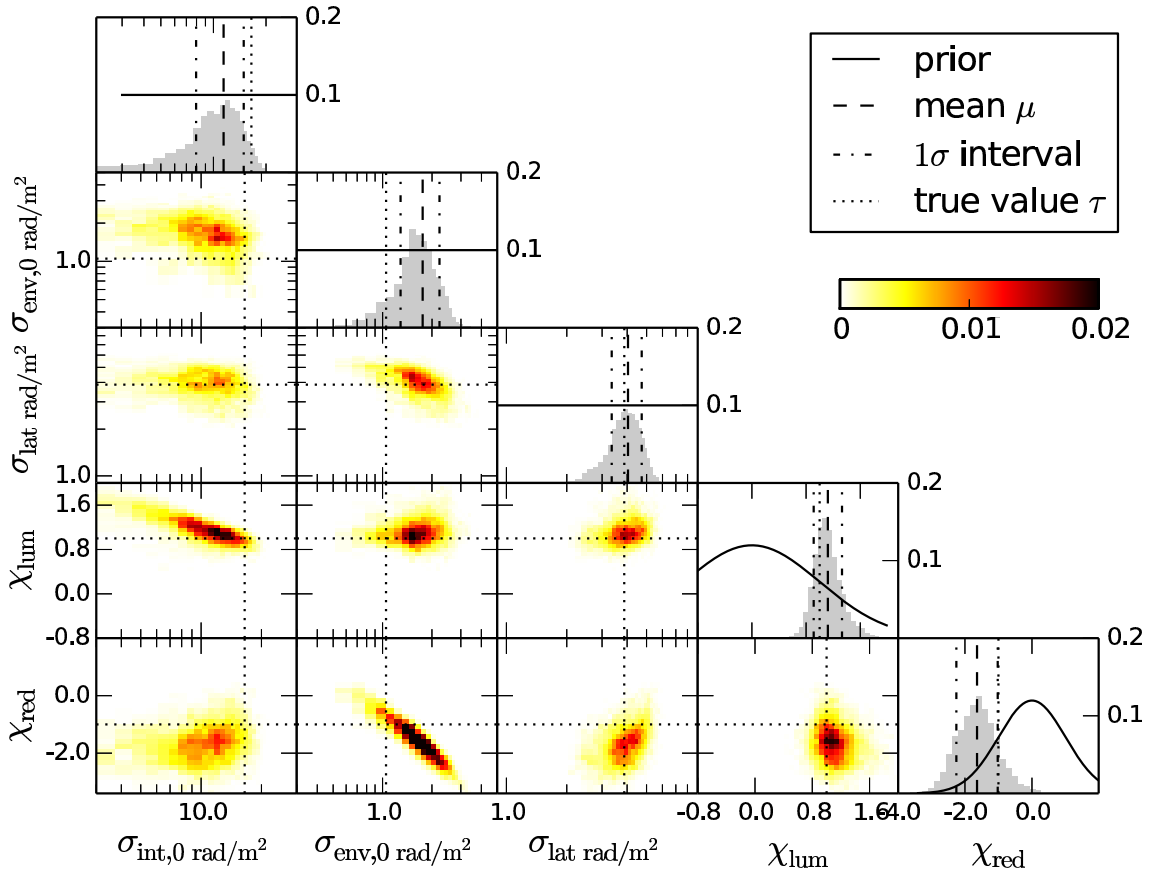 0.2
0.1
prior
mean μ
1σ interval
true value τ
0.2
0.1
σenv,0 rad/m²
1.0
0 0.01 0.02
0.2
0.1
σlat rad/m²
1.0
0.2
0.1
χlum
1.6
0.8
0.0
-0.8
0.2
0.1
χred
0.0
-2.0
10.0 1.0 1.0 -0.8 0.0 0.8 1.6 -4.0 -2.0 0.0
σint,0 rad/m² σenv,0 rad/m² σlat rad/m² χlum χred